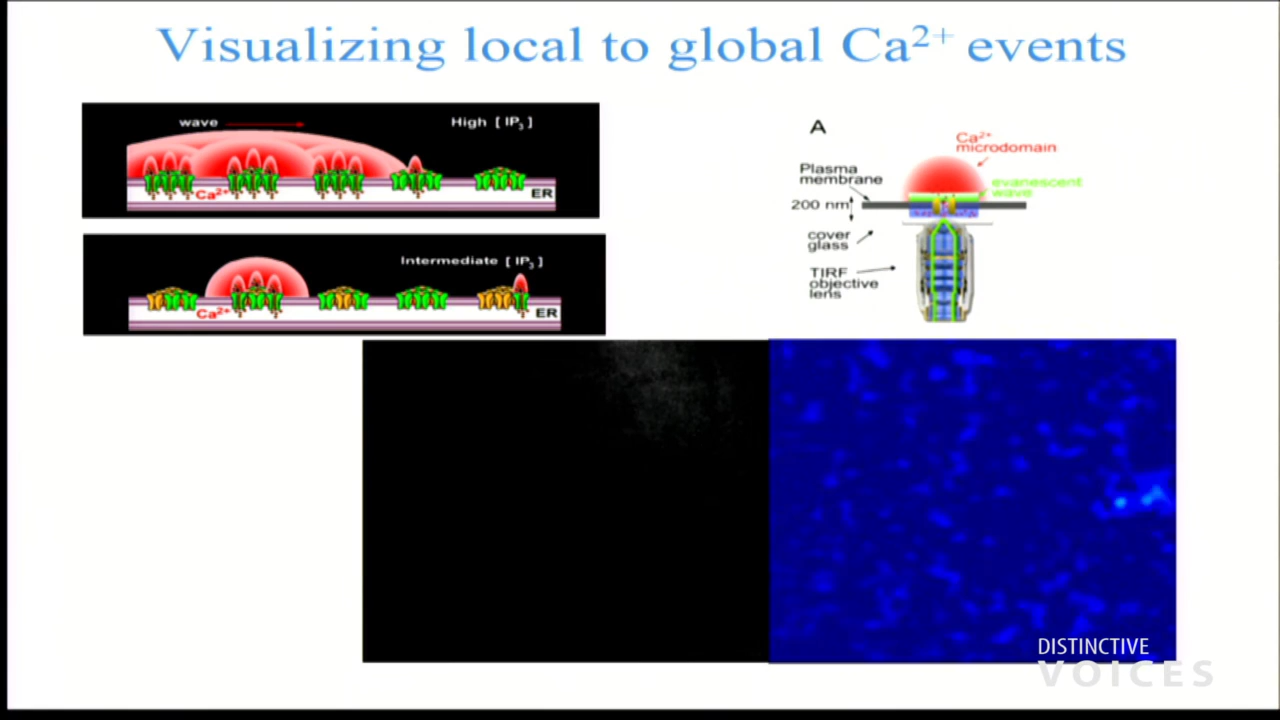 Visualizing local to global Ca²⁺ events
wave
High [ IP₃ ]
Ca²⁺
ER
Intermediate [ IP₃ ]
Ca²⁺
ER
A
Ca²⁺
microdomain
Plasma
membrane
evanescent
wave
200 nm
cover
glass
TIRF
objective
lens
DISTINCTIVE
VOICES